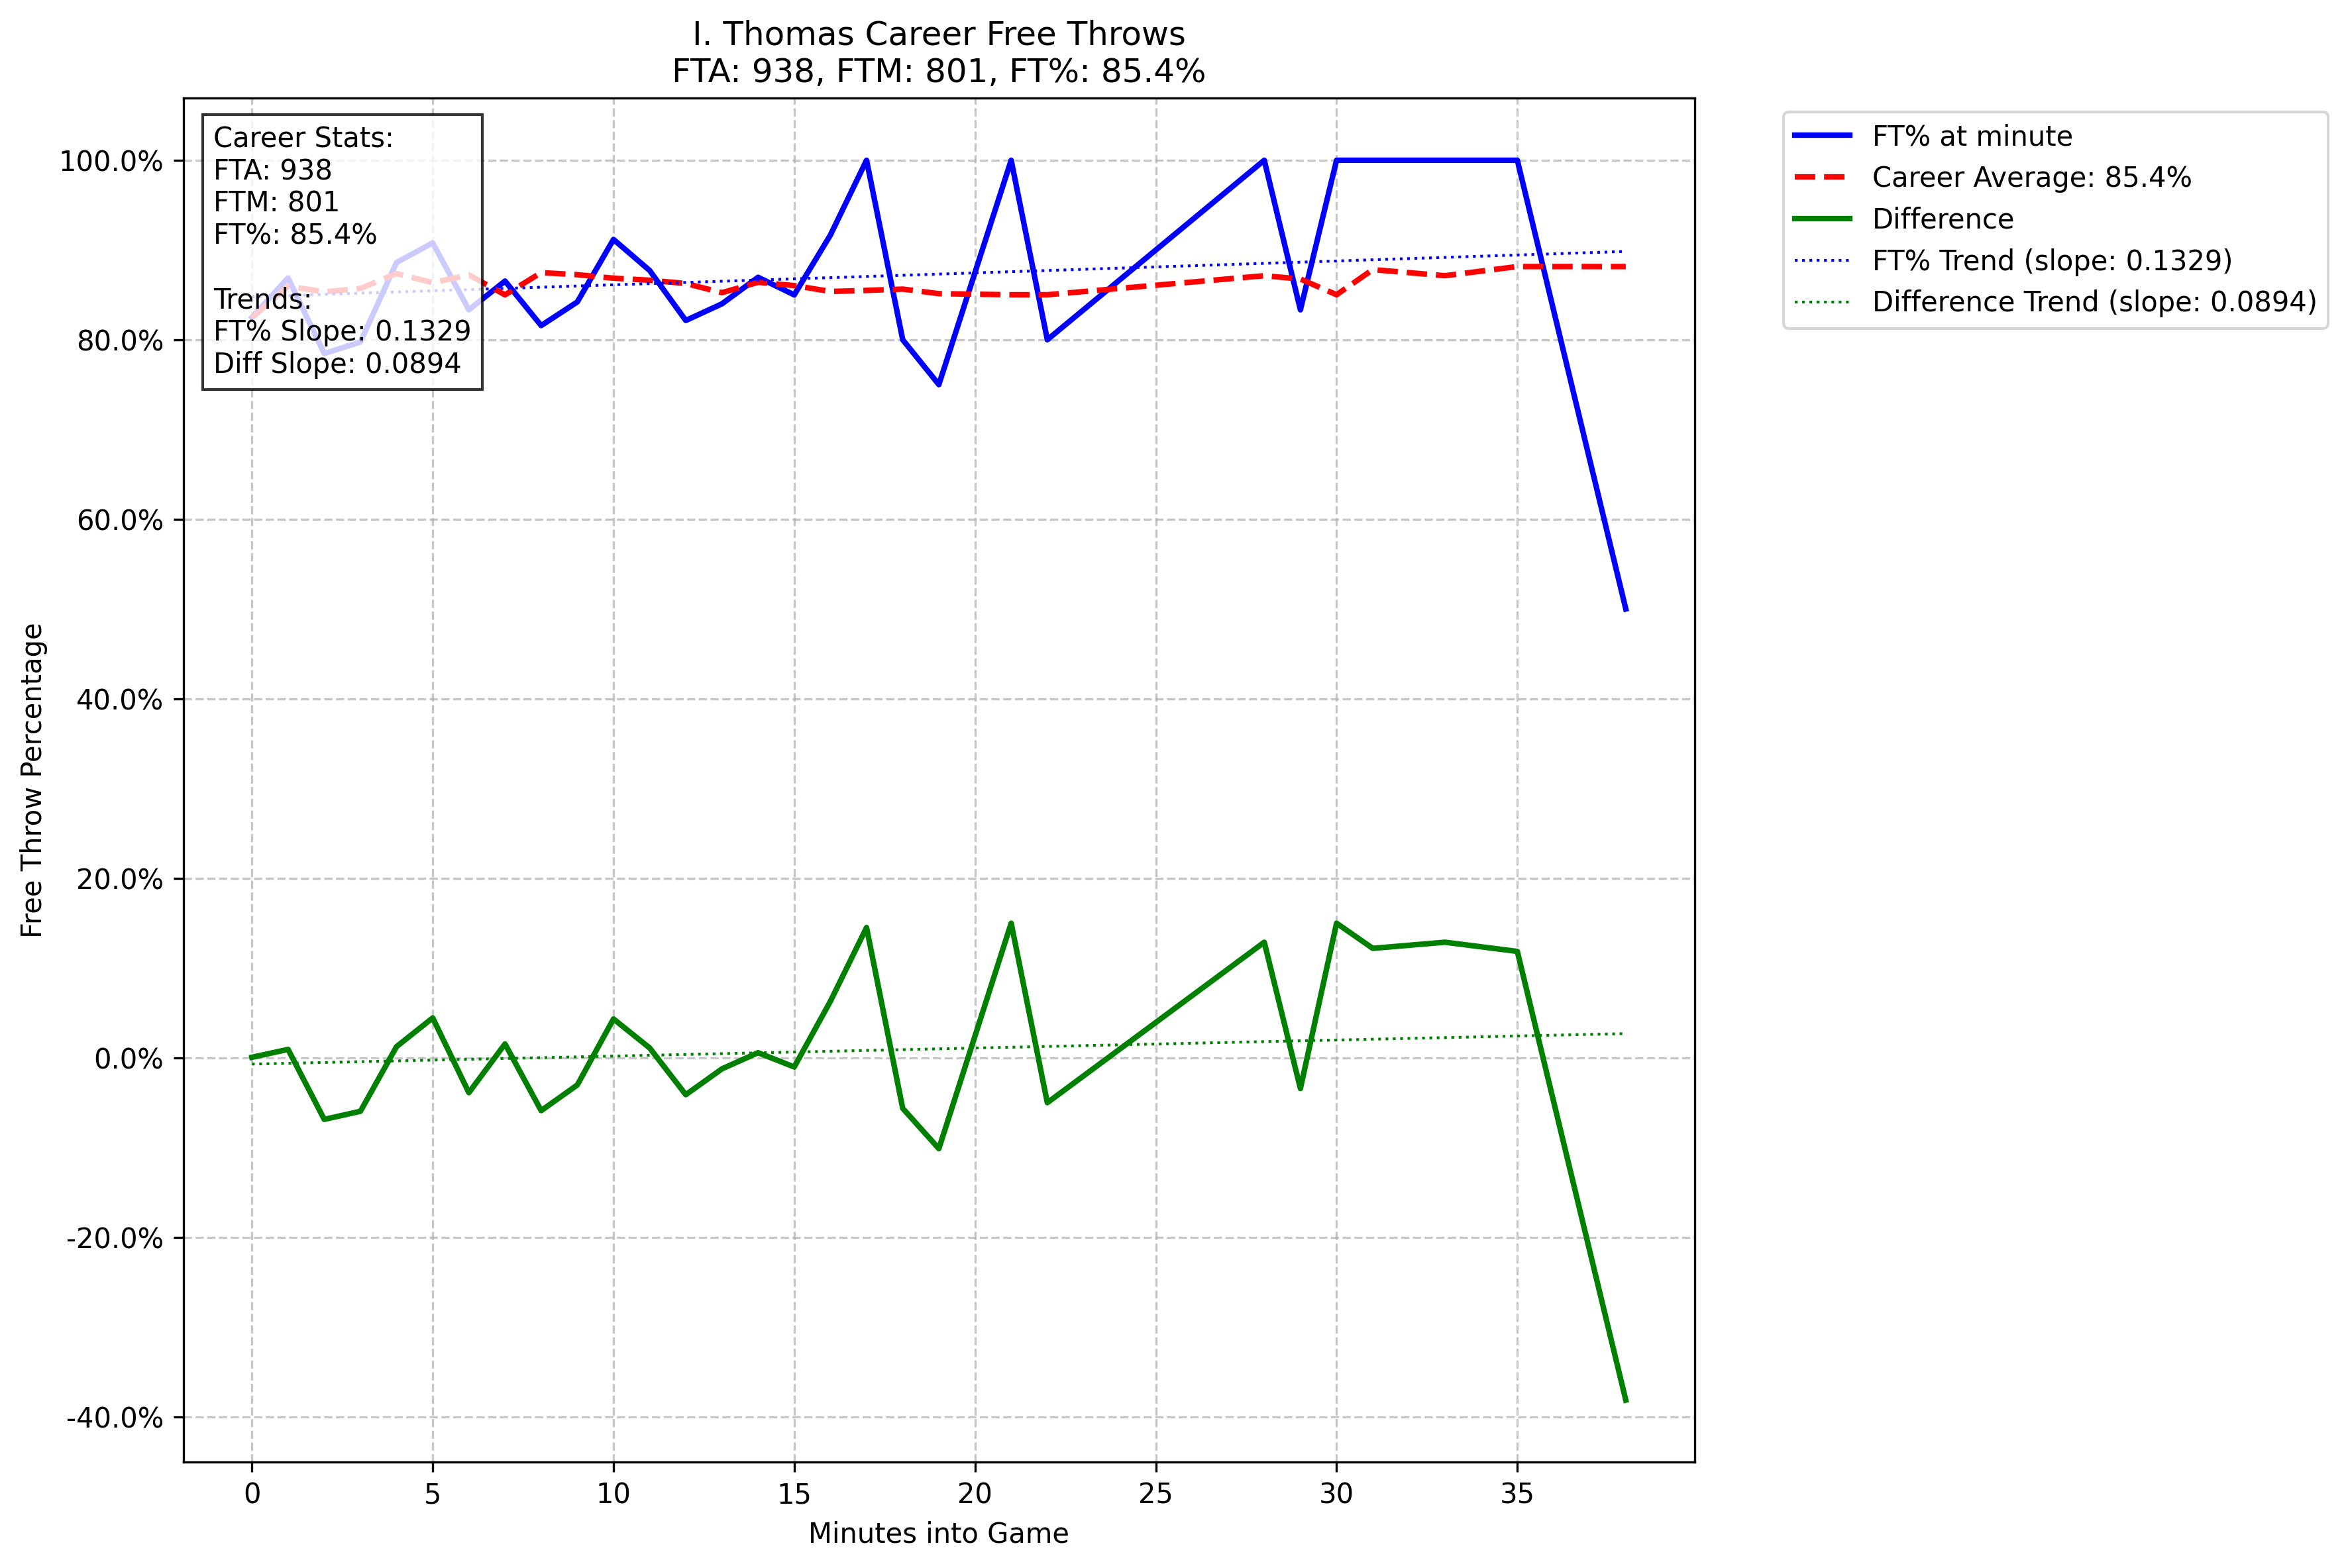 I. Thomas Career Free Throws
FTA: 938, FTM: 801, FT%: 85.4%
Career Stats:
FTA: 938
FTM: 801
FT%: 85.4%
Trends:
FT% Slope: 0.1329
Diff Slope: 0.0894
FT% at minute
Career Average: 85.4%
Difference
FT% Trend (slope: 0.1329)
Difference Trend (slope: 0.0894)
Free Throw Percentage
100.0%
80.0%
60.0%
40.0%
20.0%
0.0%
-20.0%
-40.0%
0 5 10 15 20 25 30 35
Minutes into Game